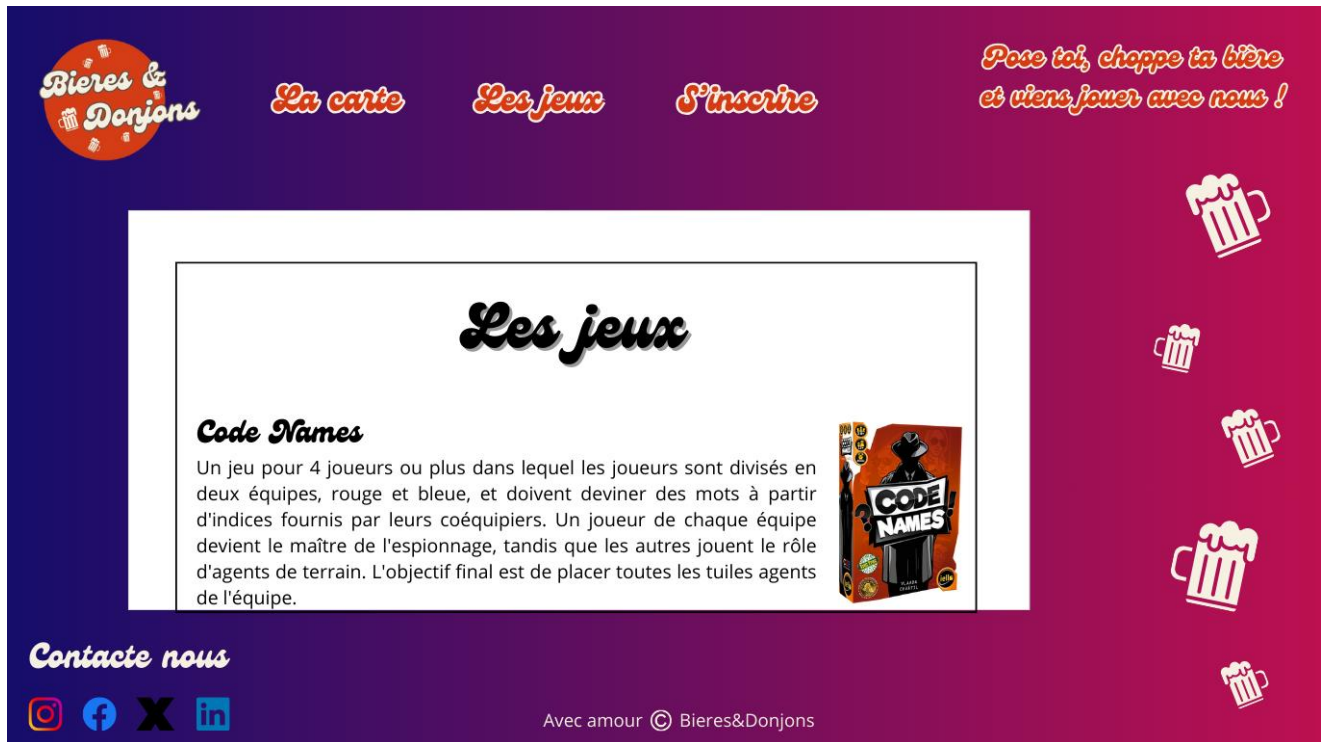 Bieres &
Donjons
La carte
Les jeux
S'inscrire
Pose toi, choppe ta bière
et viens jouer avec nous !
Les jeux
Code Names
Un jeu pour 4 joueurs ou plus dans lequel les joueurs sont divisés en
deux équipes, rouge et bleue, et doivent deviner des mots à partir
d'indices fournis par leurs coéquipiers. Un joueur de chaque équipe
devient le maître de l'espionnage, tandis que les autres jouent le rôle
d'agents de terrain. L'objectif final est de placer toutes les tuiles agents
de l'équipe.
CODE
NAMES
VLAADA
CHVÁTIL
iello
Contacte nous
in
Avec amour © Bieres&Donjons